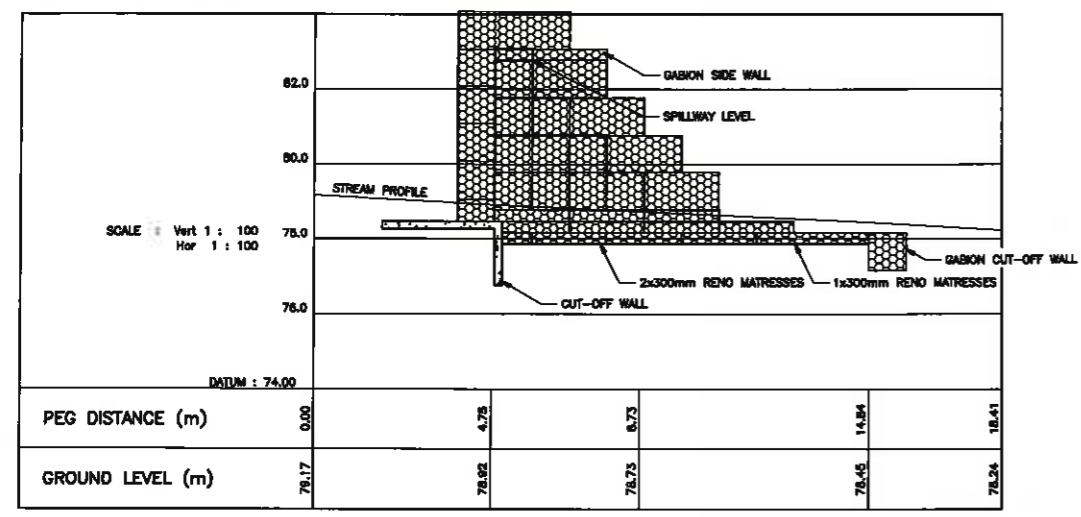 GABION SIDE WALL
82.0
SPILLWAY LEVEL
80.0
STREAM PROFILE
SCALE : Vert 1 : 100
Hor 1 : 100
78.0
GABION CUT-OFF WALL
2x300mm RENO MATRESSES
1x300mm RENO MATRESSES
CUT-OFF WALL
76.0
DATUM : 74.00
PEG DISTANCE (m) 0.00 4.75 8.73 14.84 18.41
GROUND LEVEL (m) 79.17 78.92 78.73 78.45 78.24